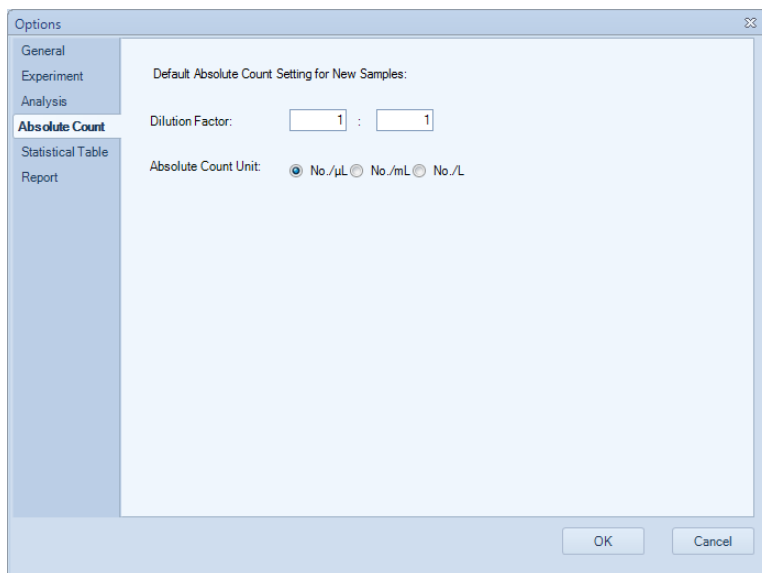 Options
General
Experiment
Analysis
Absolute Count
Statistical Table
Report
Default Absolute Count Setting for New Samples:
Dilution Factor: 1 : 1
Absolute Count Unit: No./µL No./mL No./L
OK Cancel